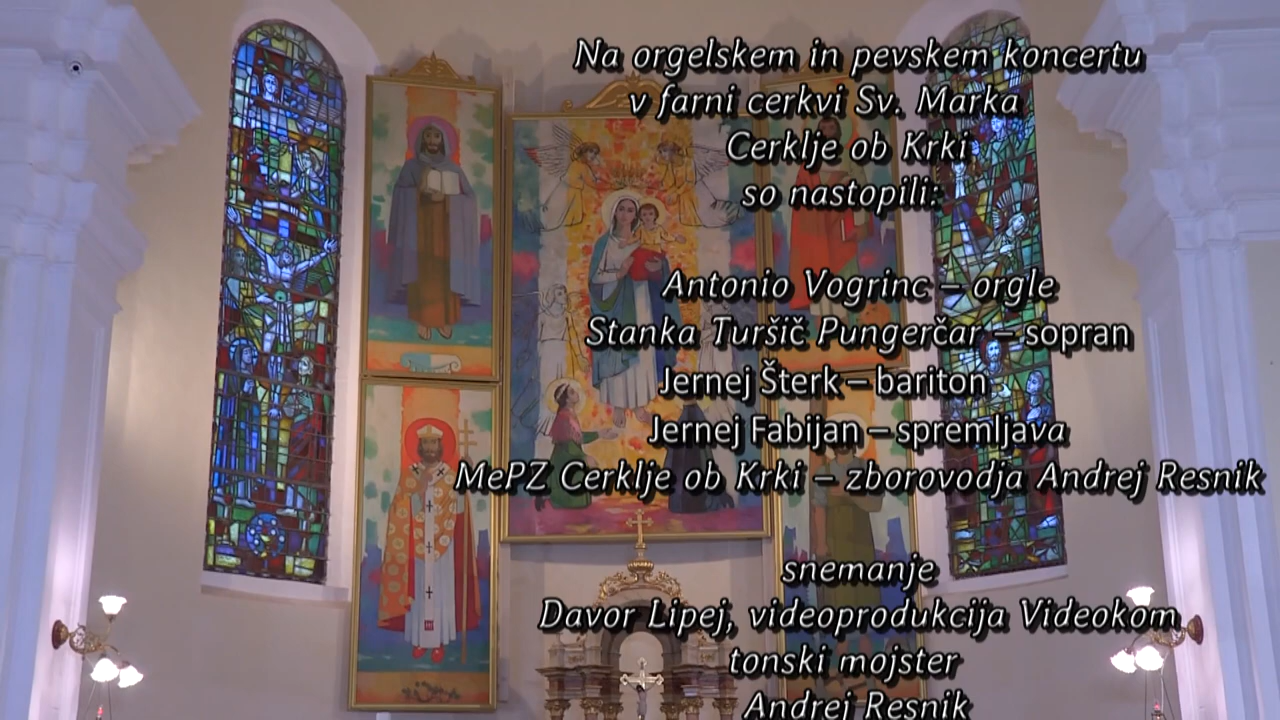 Na orgelskem in pevskem koncertu
v farni cerkvi Sv. Marka
Cerklje ob Krki
so nastopili:
Antonio Vogrinc – orgle
Stanka Turšič Pungerčar – sopran
Jernej Šterk – bariton
Jernej Fabijan – spremljava
MePZ Cerklje ob Krki – zborovodja Andrej Resnik
snemanje
Davor Lipej, videoprodukcija Videokom
tonski mojster
Andrej Resnik